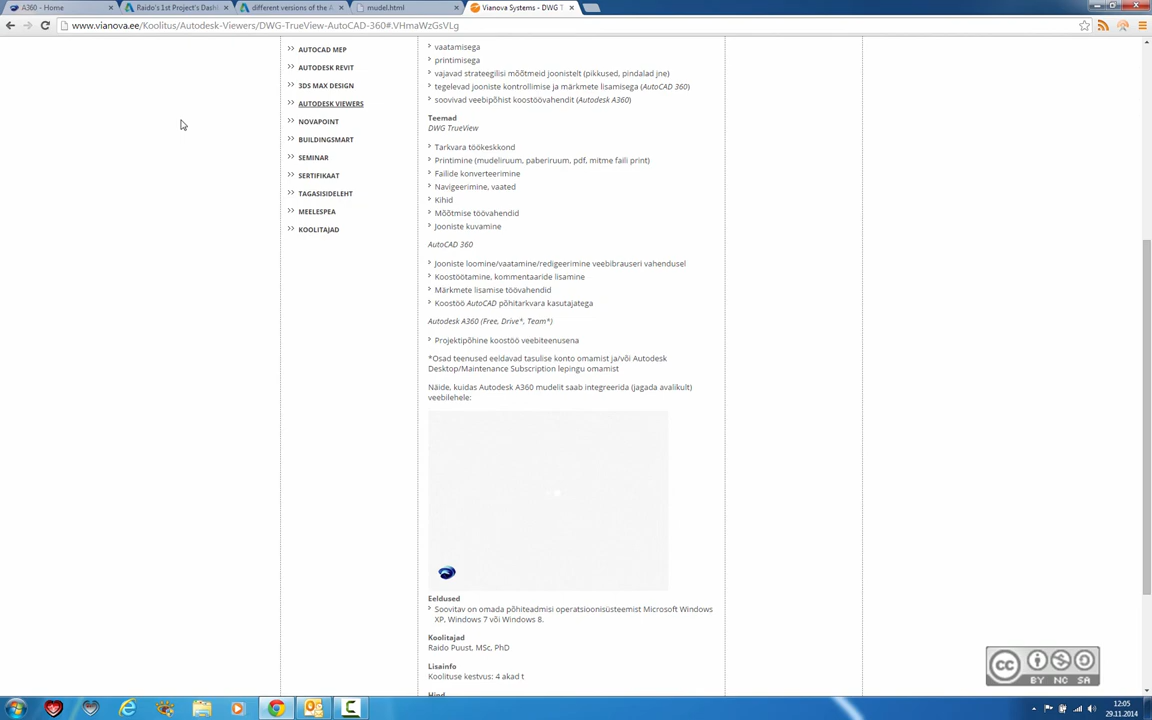 A360 - Home
Raido's 1st Project's Dash
different versions of the A
mudel.html
Vianova Systems - DWG T
www.vianova.ee/Koolitus/Autodesk-Viewers/DWG-TrueView-AutoCAD-360#.VHmaWzGsVLg
AUTOCAD MEP
AUTODESK REVIT
3DS MAX DESIGN
AUTODESK VIEWERS
NOVAPOINT
BUILDINGSMART
SEMINAR
SERTIFIKAAT
TAGASISIDELEHT
MEELESPEA
KOOLITAJAD
vaatamisega
printimisega
vajavad strateegilisi mõõtmeid joonistelt (pikkused, pindalad jne)
tegelevad jooniste kontrollimise ja märkmete lisamisega (AutoCAD 360)
soovivad veebipõhist koostöövahendit (Autodesk A360)
Teemad
DWG TrueView
Tarkvara töökeskkond
Printimine (mudeliruum, paberiruum, pdf, mitme faili print)
Failide konverteerimine
Navigeerimine, vaated
Kihid
Mõõtmise töövahendid
Jooniste kuvamine
AutoCAD 360
Jooniste loomine/vaatamine/redigeerimine veebibrauseri vahendusel
Koostöötamine, kommentaaride lisamine
Märkmete lisamise töövahendid
Koostöö AutoCAD põhitarkvara kasutajatega
Autodesk A360 (Free, Drive*, Team*)
Projektipõhine koostöö veebiteenusena
*Osad teenused eeldavad tasulise konto omamist ja/või Autodesk
Desktop/Maintenance Subscription lepingu omamist
Näide, kuidas Autodesk A360 mudelit saab integreerida (jagada avalikult)
veebilehele:
Eeldused
Soovitav on omada põhiteadmisi operatsioonisüsteemist Microsoft Windows
XP, Windows 7 või Windows 8.
Koolitajad
Raido Puust, MSc, PhD
Lisainfo
Koolituse kestvus: 4 akad t
Hind
cc
BY NC SA
12:05
29.11.2014